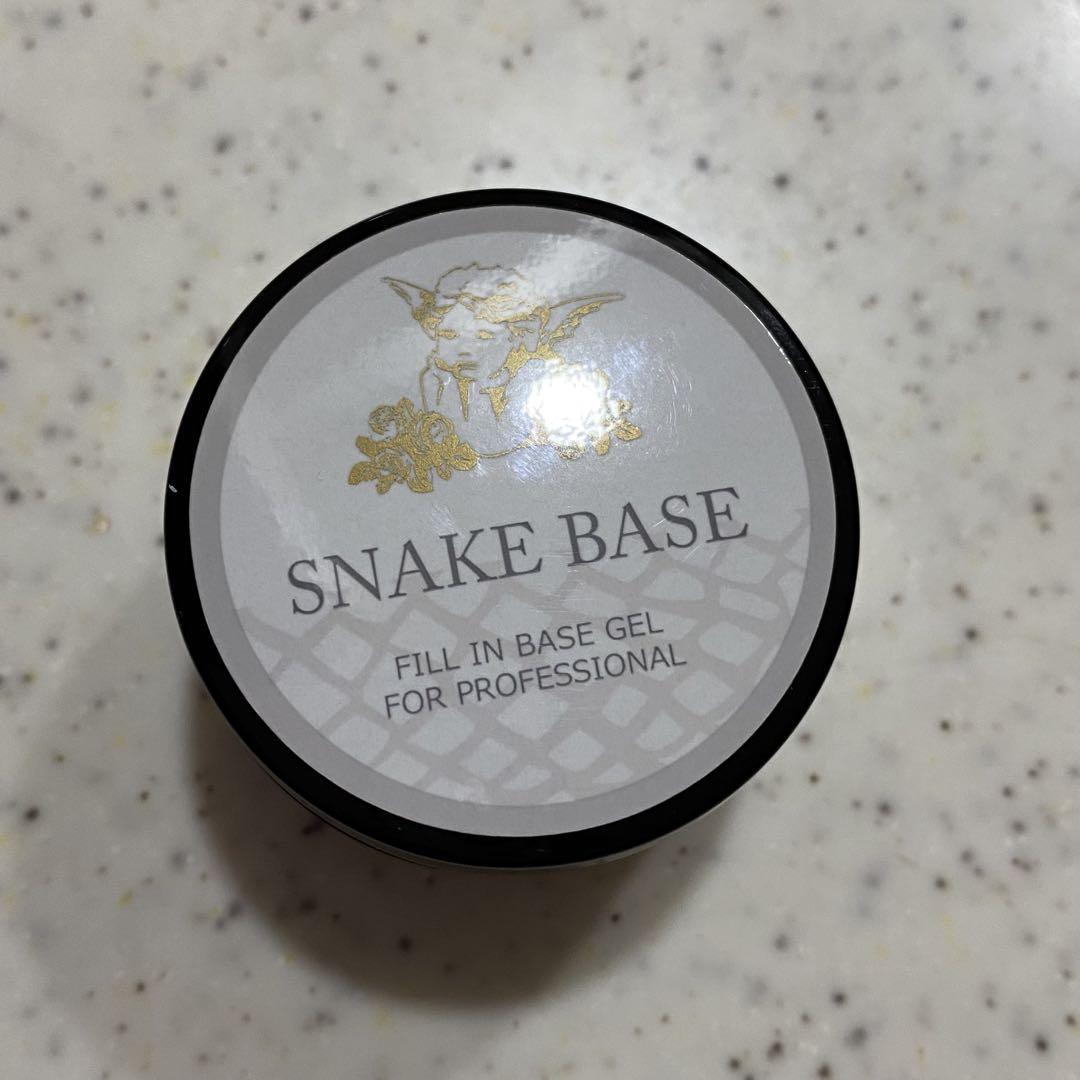 SNAKE BASE
FILL IN BASE GEL
FOR PROFESSIONAL